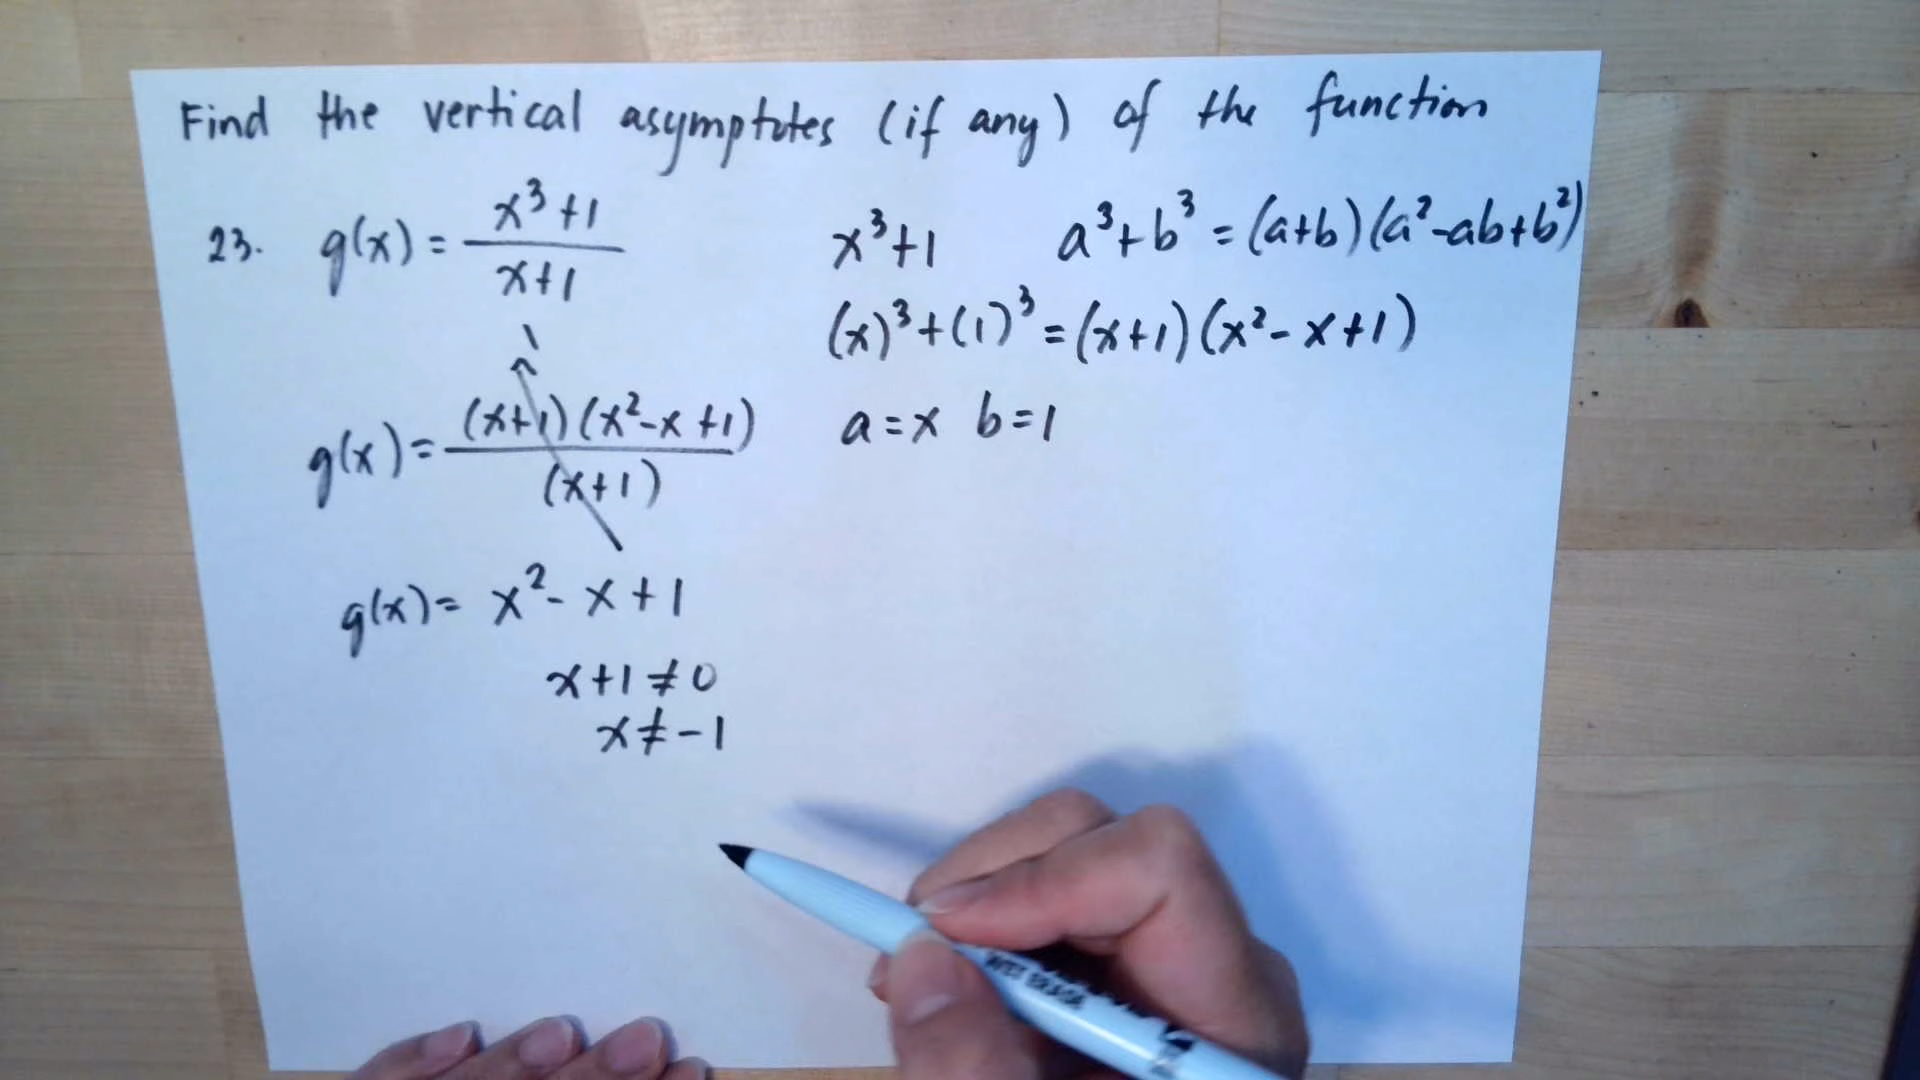 Find the vertical asymptotes (if any) of the function
23. g(x) = x³+1 / x+1
x³+1 a³+b³ = (a+b)(a²-ab+b²)
(x)³+(1)³ = (x+1)(x²-x+1)
a=x b=1
1
g(x) = (x+1)(x²-x+1) / (x+1)
g(x) = x²-x+1
x+1≠0
x≠-1